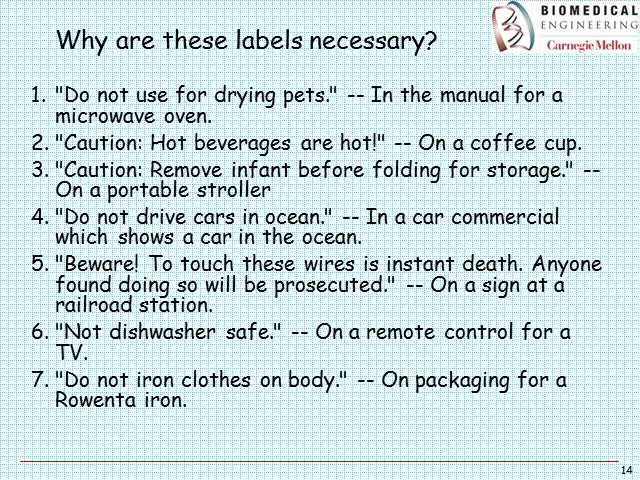 Why are these labels necessary?
BIOMEDICAL
ENGINEERING
Carnegie Mellon
1. "Do not use for drying pets." -- In the manual for a
microwave oven.
2. "Caution: Hot beverages are hot!" -- On a coffee cup.
3. "Caution: Remove infant before folding for storage." --
On a portable stroller
4. "Do not drive cars in ocean." -- In a car commercial
which shows a car in the ocean.
5. "Beware! To touch these wires is instant death. Anyone
found doing so will be prosecuted." -- On a sign at a
railroad station.
6. "Not dishwasher safe." -- On a remote control for a
TV.
7. "Do not iron clothes on body." -- On packaging for a
Rowenta iron.
14